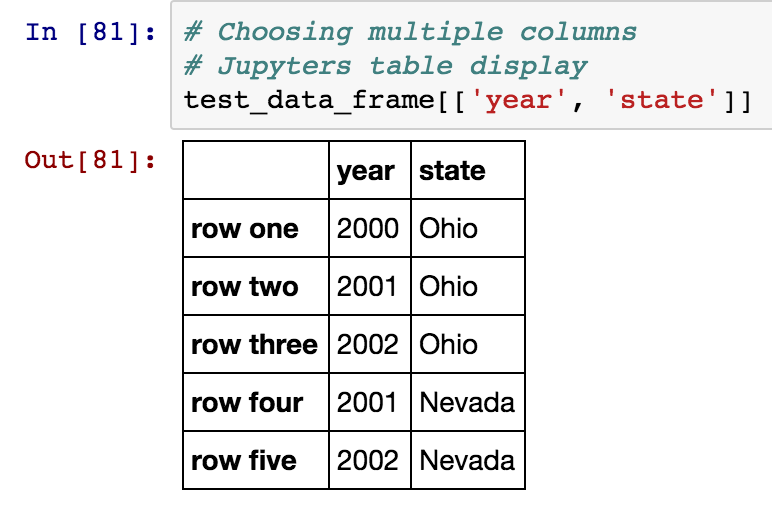 In [81]: # Choosing multiple columns
# Jupyters table display
test_data_frame[['year', 'state']]
Out[81]:
year state
row one 2000 Ohio
row two 2001 Ohio
row three 2002 Ohio
row four 2001 Nevada
row five 2002 Nevada